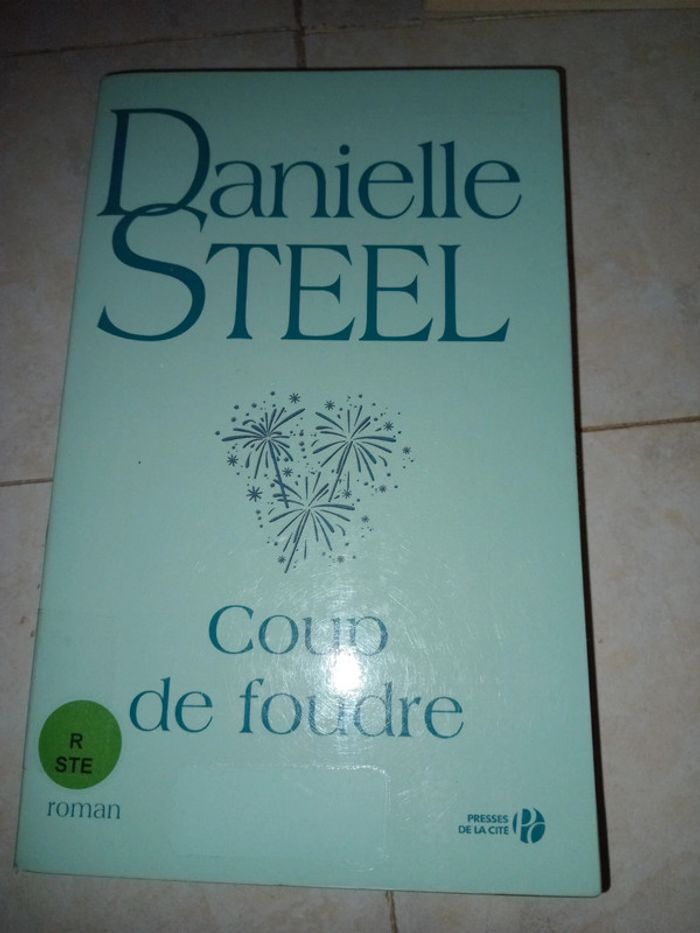 Danielle
STEEL
Coup
de foudre
R
STE
roman
PRESSES
DE LA CITÉ